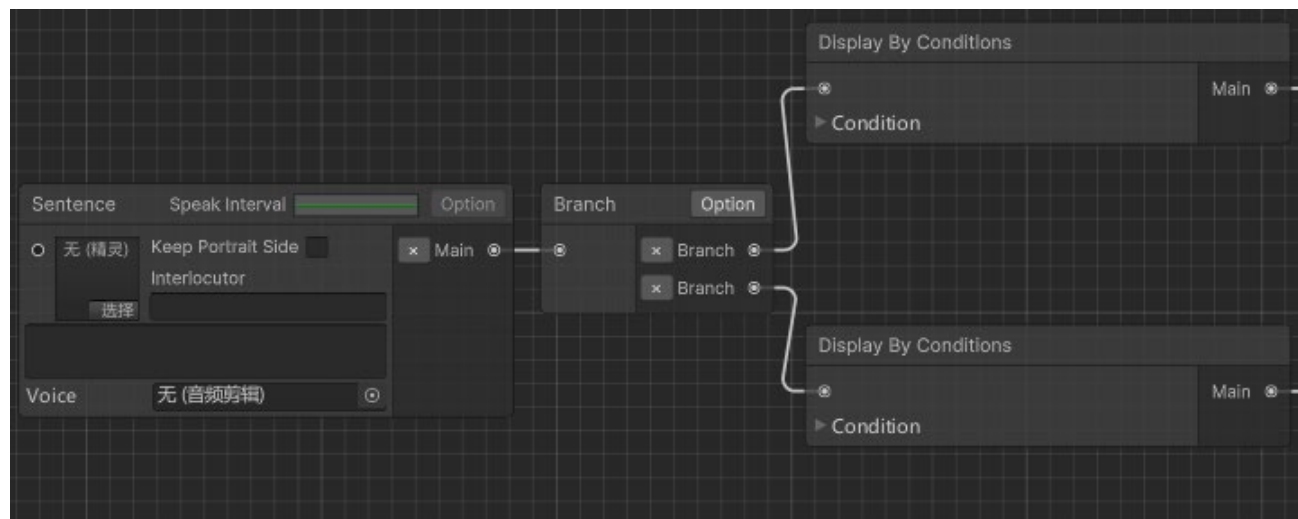 Display By Conditions
Main
Condition
Sentence Speak Interval Option
无 (精灵) Keep Portrait Side × Main
Interlocutor
选择
Voice 无 (音频剪辑)
Branch Option
× Branch
× Branch
Display By Conditions
Main
Condition